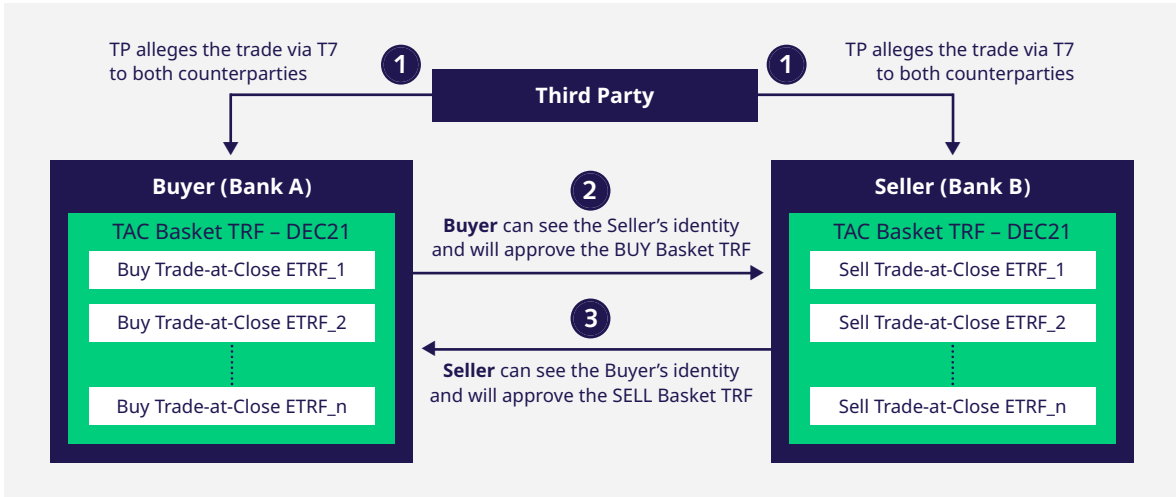 TP alleges the trade via T7
to both counterparties
1
Third Party
1
TP alleges the trade via T7
to both counterparties
Buyer (Bank A)
TAC Basket TRF – DEC21
Buy Trade-at-Close ETRF_1
Buy Trade-at-Close ETRF_2
Buy Trade-at-Close ETRF_n
2
Buyer can see the Seller’s identity
and will approve the BUY Basket TRF
3
Seller can see the Buyer’s identity
and will approve the SELL Basket TRF
Seller (Bank B)
TAC Basket TRF – DEC21
Sell Trade-at-Close ETRF_1
Sell Trade-at-Close ETRF_2
Sell Trade-at-Close ETRF_n